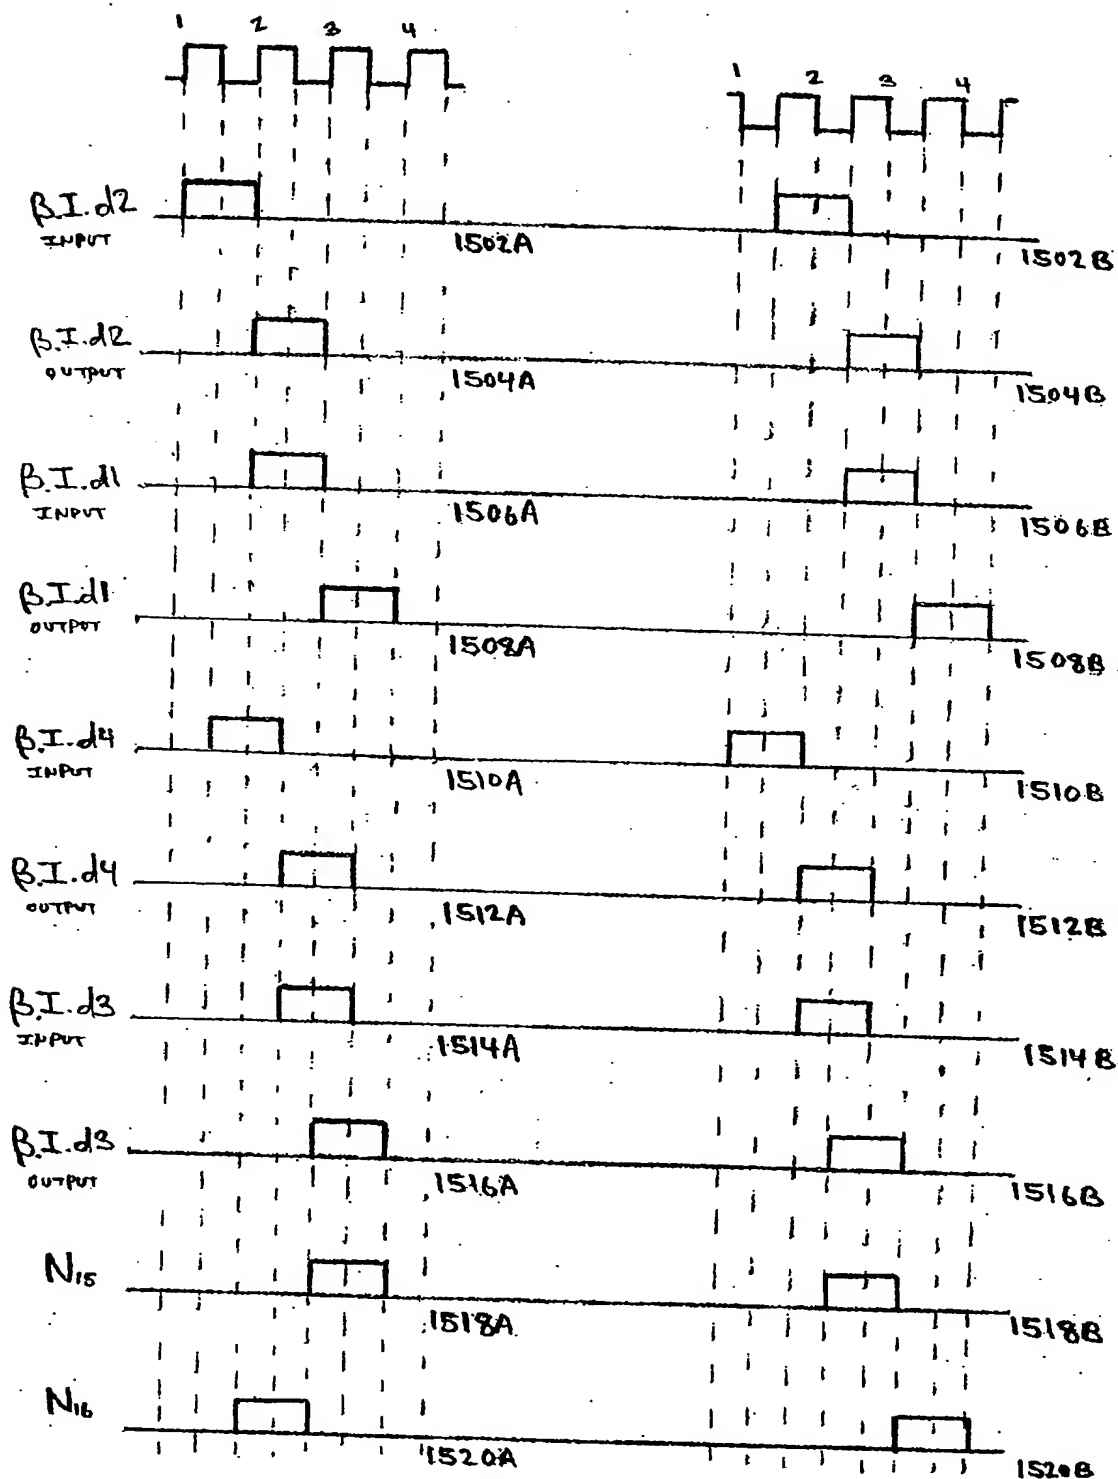 1 2 3 4
1 2 3 4
β.I.d2
INPUT
1502A
1502B
β.I.d2
OUTPUT
1504A
1504B
β.I.d1
INPUT
1506A
1506B
β.I.d1
OUTPUT
1508A
1508B
β.I.d4
INPUT
1510A
1510B
β.I.d4
OUTPUT
1512A
1512B
β.I.d3
INPUT
1514A
1514B
β.I.d3
OUTPUT
1516A
1516B
N15
1518A
1518B
N16
1520A
1520B